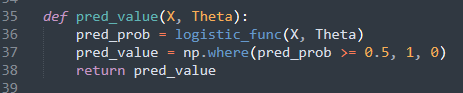 34
35 def pred_value(X, Theta):
36     pred_prob = logistic_func(X, Theta)
37     pred_value = np.where(pred_prob >= 0.5, 1, 0)
38     return pred_value
39